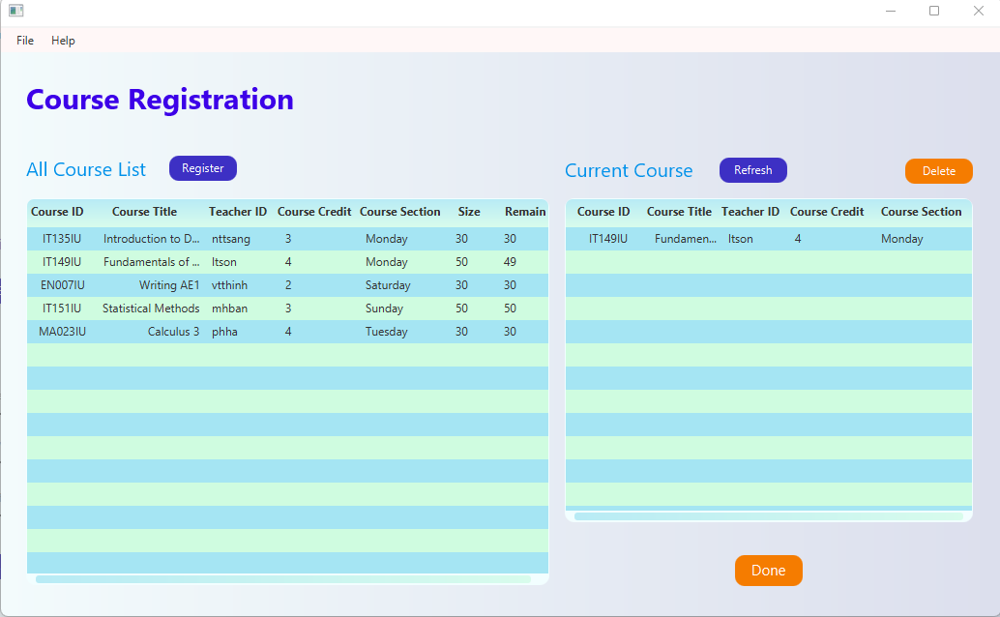 File Help
Course Registration
All Course List Register
Course ID Course Title Teacher ID Course Credit Course Section Size Remain
IT135IU Introduction to D... nttsang 3 Monday 30 30
IT149IU Fundamentals of ... ltson 4 Monday 50 49
EN007IU Writing AE1 vtthinh 2 Saturday 30 30
IT151IU Statistical Methods mhban 3 Sunday 50 50
MA023IU Calculus 3 phha 4 Tuesday 30 30
Current Course Refresh Delete
Course ID Course Title Teacher ID Course Credit Course Section
IT149IU Fundamen... ltson 4 Monday
Done